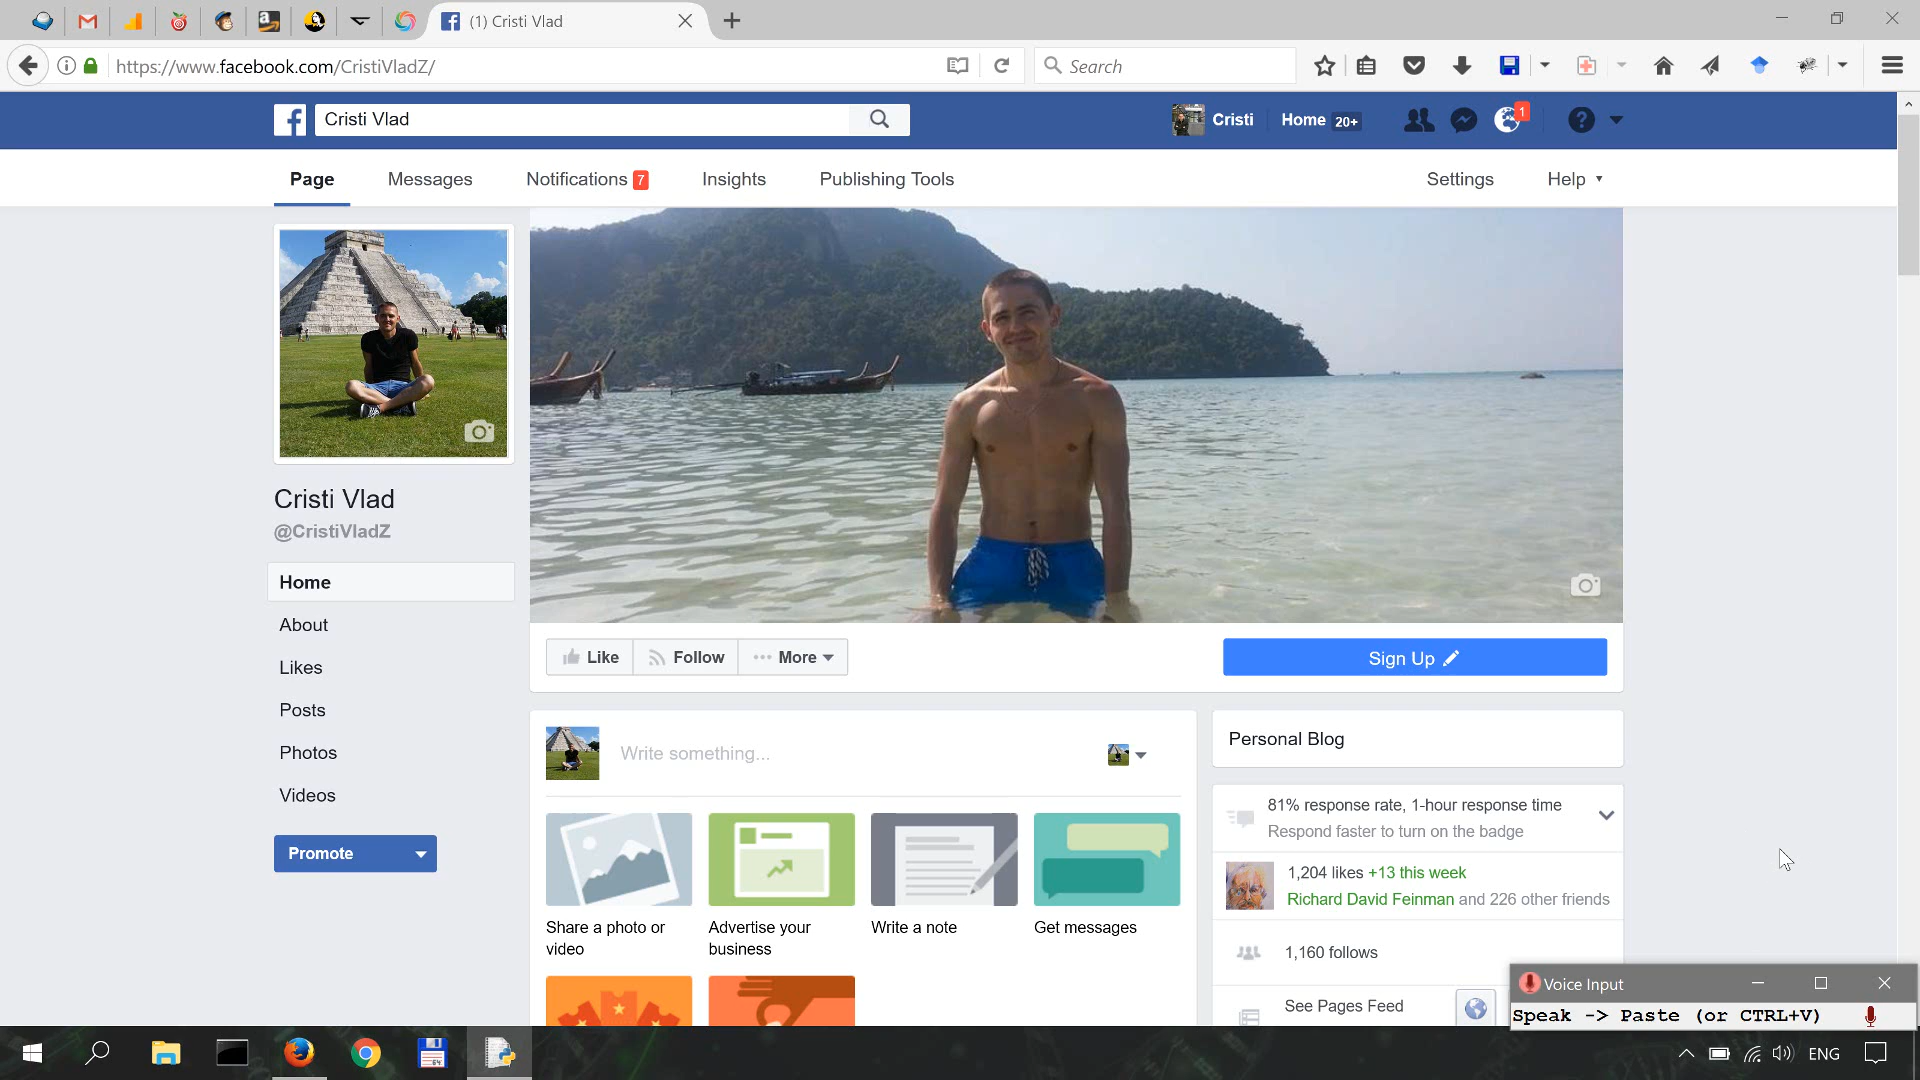 (1) Cristi Vlad
https://www.facebook.com/CristiVladZ/
Search
Cristi Vlad
Cristi
Home 20+
1
Page
Messages
Notifications 7
Insights
Publishing Tools
Settings
Help
Cristi Vlad
@CristiVladZ
Home
About
Likes
Posts
Photos
Videos
Promote
Like
Follow
More
Sign Up
Write something...
Share a photo or
video
Advertise your
business
Write a note
Get messages
Personal Blog
81% response rate, 1-hour response time
Respond faster to turn on the badge
1,204 likes +13 this week
Richard David Feinman and 226 other friends
1,160 follows
See Pages Feed
Voice Input
Speak -> Paste (or CTRL+V)
64
ENG